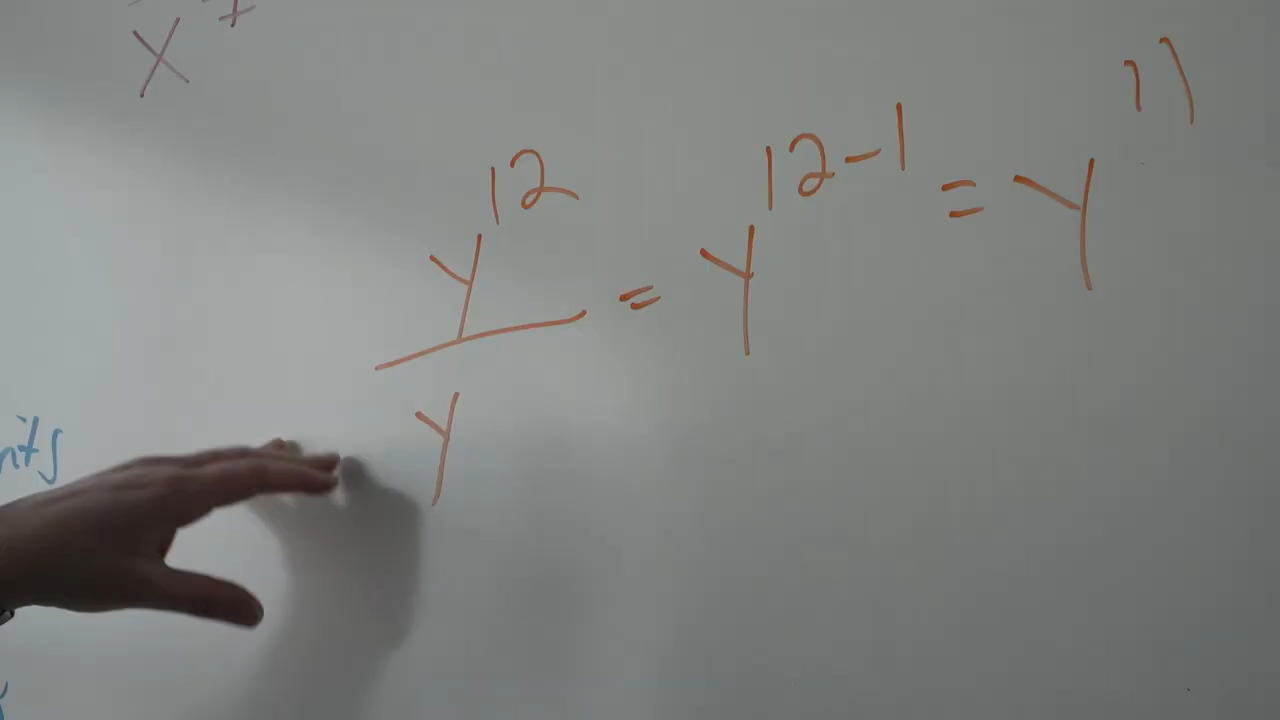 x
y¹² / y = y¹²⁻¹ = y¹¹